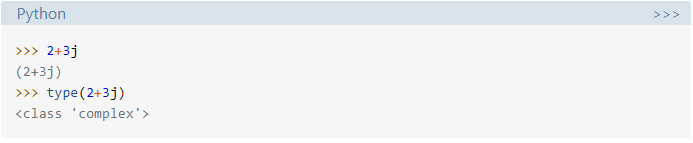 Python >>>
>>> 2+3j
(2+3j)
>>> type(2+3j)
<class 'complex'>